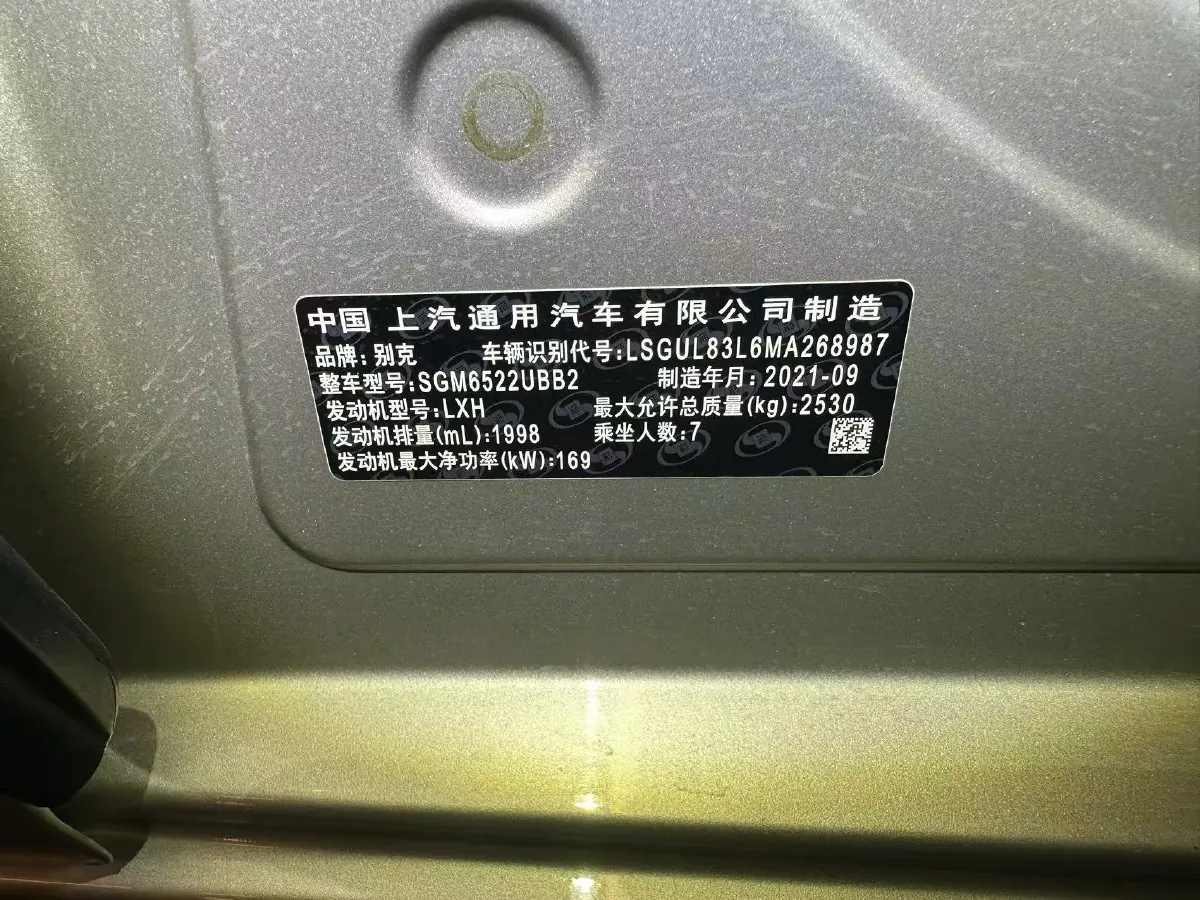 中国 上汽通用汽车有限公司制造
品牌:别克 车辆识别代号:LSGUL83L6MA268987
整车型号:SGM6522UBB2 制造年月:2021-09
发动机型号:LXH 最大允许总质量(kg):2530
发动机排量(mL):1998 乘坐人数:7
发动机最大净功率(kW):169